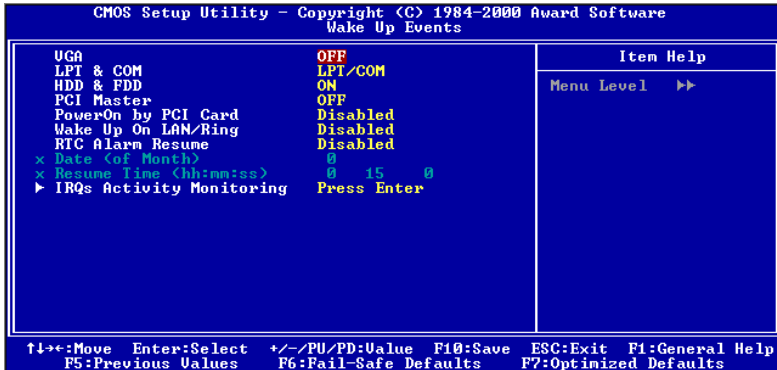 CMOS Setup Utility – Copyright (C) 1984-2000 Award Software
Wake Up Events
VGA OFF
LPT & COM LPT/COM
HDD & FDD ON
PCI Master OFF
PowerOn by PCI Card Disabled
Wake Up On LAN/Ring Disabled
RTC Alarm Resume Disabled
x Date (of Month) 0
x Resume Time (hh:mm:ss) 0 15 0
► IRQs Activity Monitoring Press Enter
Item Help
Menu Level ►►
↑↓→←:Move Enter:Select +/-/PU/PD:Value F10:Save ESC:Exit F1:General Help
F5:Previous Values F6:Fail-Safe Defaults F7:Optimized Defaults